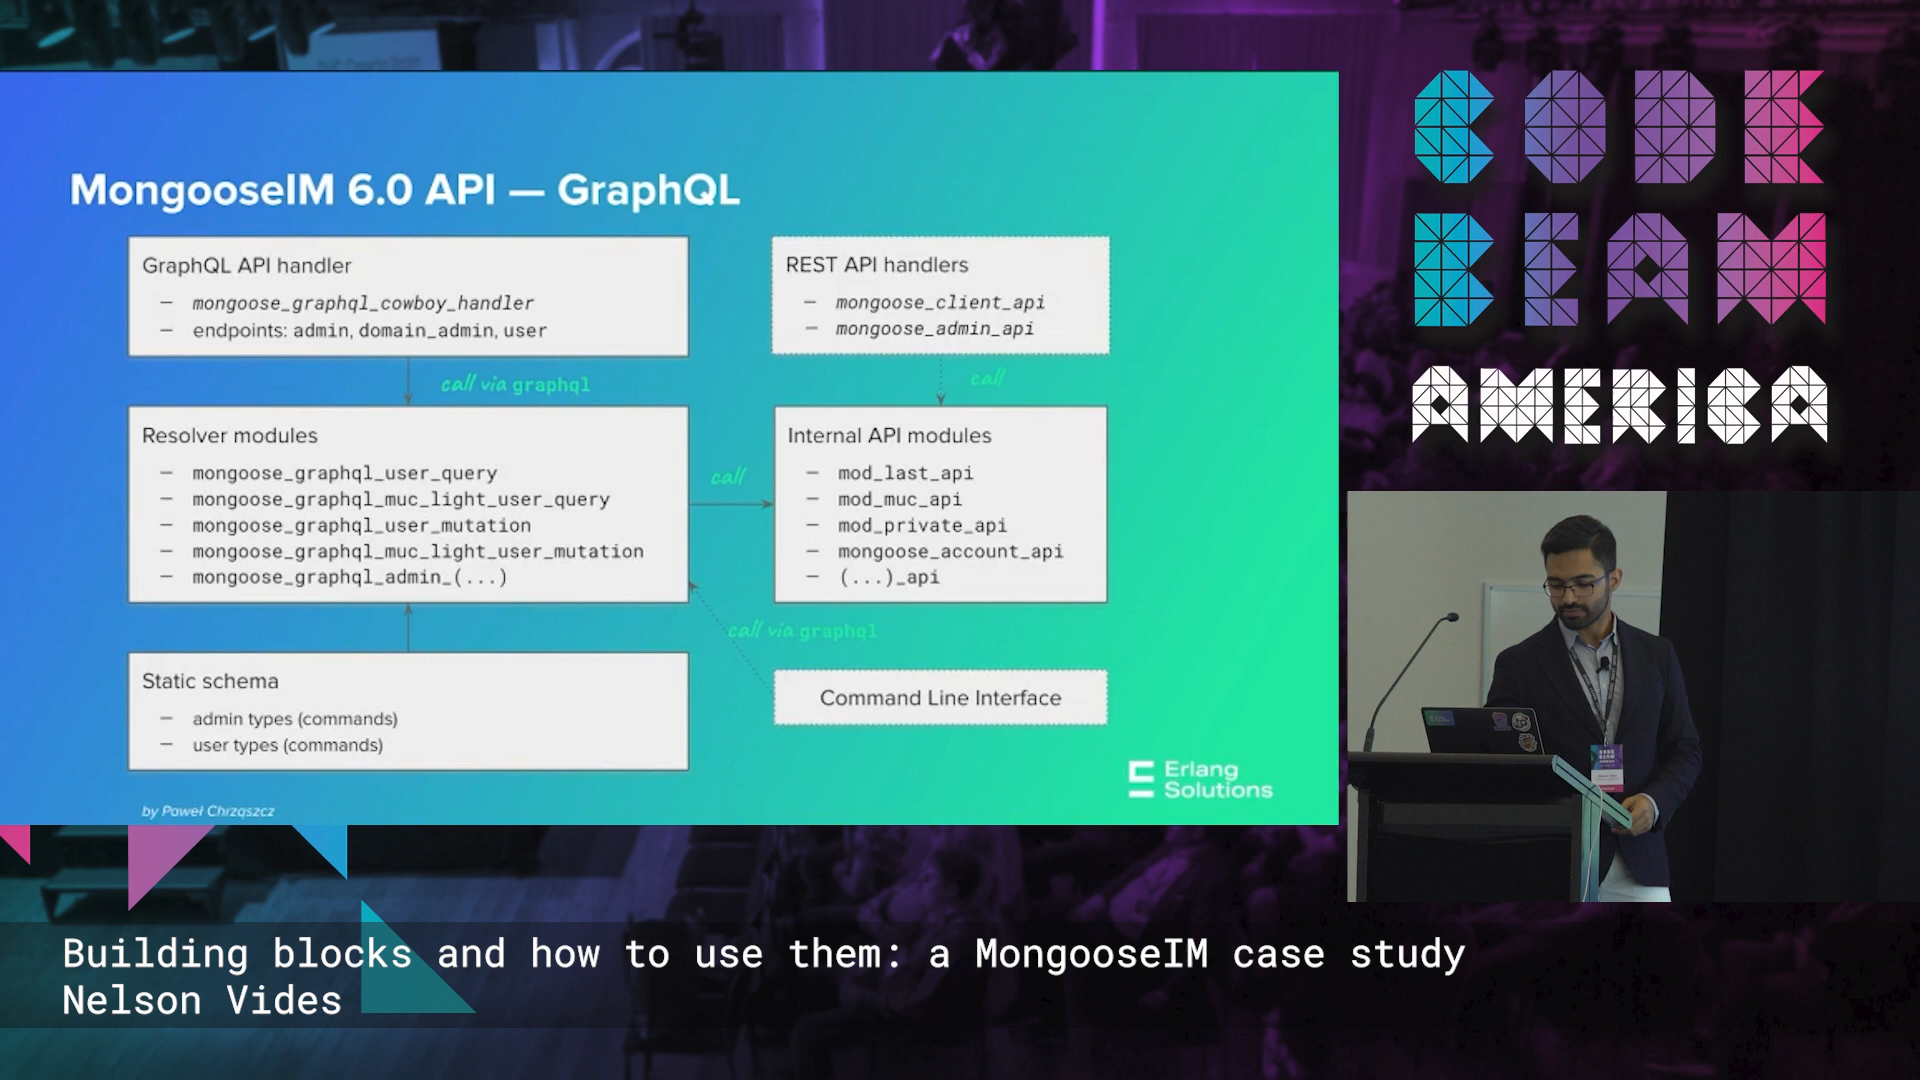 MongooseIM 6.0 API — GraphQL
GraphQL API handler
— mongoose_graphql_cowboy_handler
— endpoints: admin, domain_admin, user
REST API handlers
— mongoose_client_api
— mongoose_admin_api
call via graphql
call
Resolver modules
— mongoose_graphql_user_query
— mongoose_graphql_muc_light_user_query
— mongoose_graphql_user_mutation
— mongoose_graphql_muc_light_user_mutation
— mongoose_graphql_admin_(...)
call
Internal API modules
— mod_last_api
— mod_muc_api
— mod_private_api
— mongoose_account_api
— (...)_api
call via graphql
Static schema
— admin types (commands)
— user types (commands)
Command Line Interface
Erlang
Solutions
by Paweł Chrząszcz
CODE
BEAM
AMERICA
Building blocks and how to use them: a MongooseIM case study
Nelson Vides